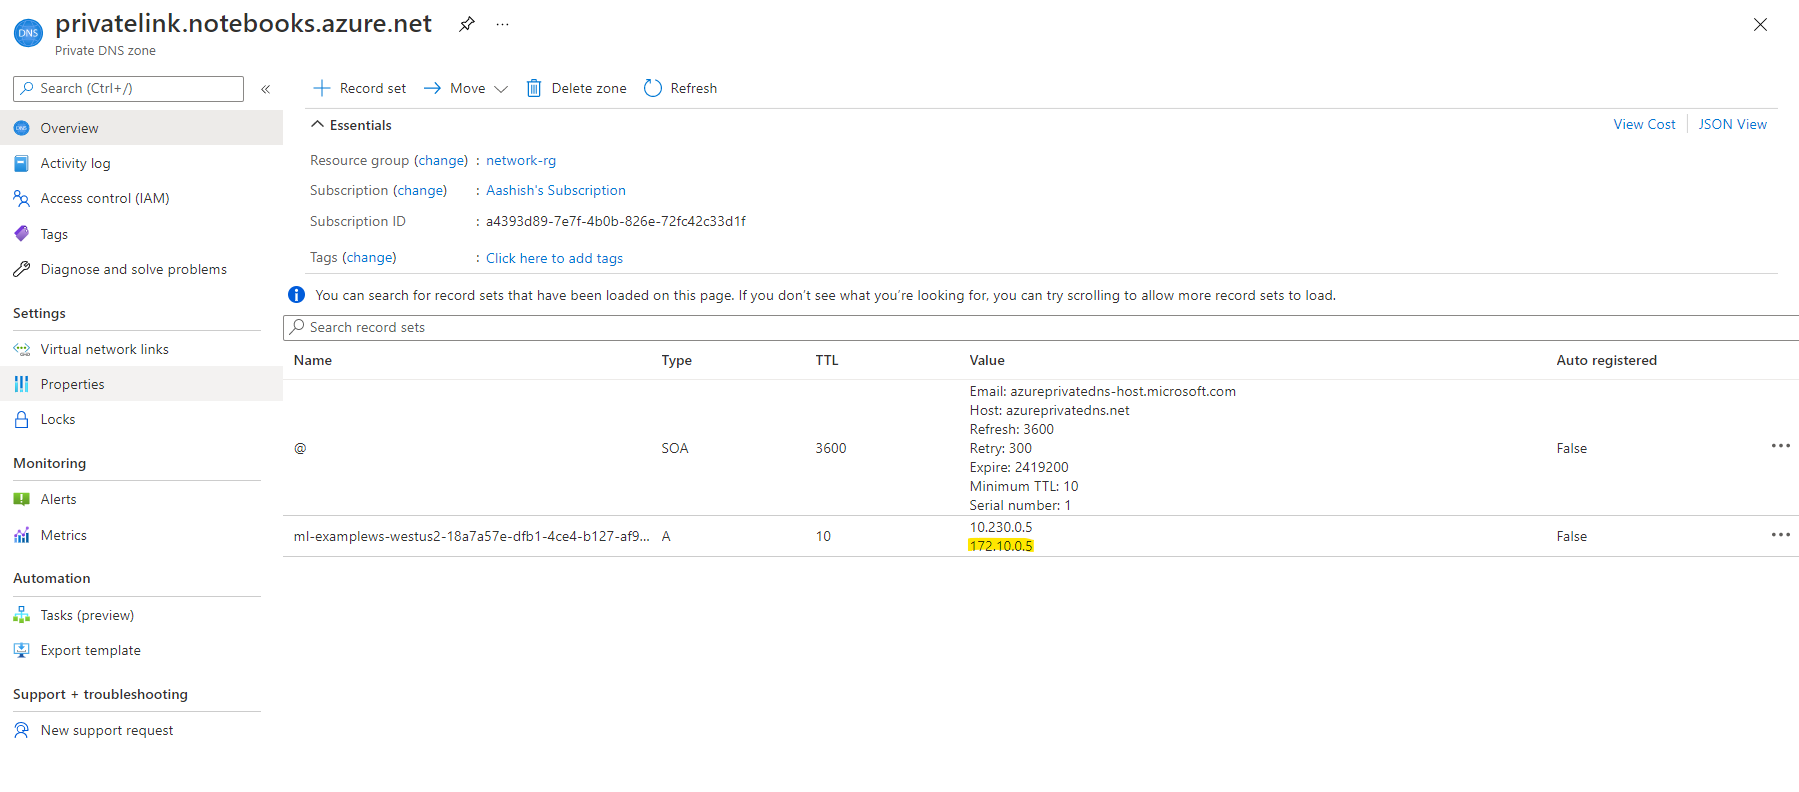 DNS
privatelink.notebooks.azure.net
...
Private DNS zone
Search (Ctrl+/)
«
Record set
Move
Delete zone
Refresh
Overview
Activity log
Access control (IAM)
Tags
Diagnose and solve problems
Settings
Virtual network links
Properties
Locks
Monitoring
Alerts
Metrics
Automation
Tasks (preview)
Export template
Support + troubleshooting
New support request
Essentials
View Cost
JSON View
Resource group (change) : network-rg
Subscription (change) : Aashish's Subscription
Subscription ID : a4393d89-7e7f-4b0b-826e-72fc42c33d1f
Tags (change) : Click here to add tags
You can search for record sets that have been loaded on this page. If you don't see what you're looking for, you can try scrolling to allow more record sets to load.
Search record sets
Name Type TTL Value Auto registered
Email: azureprivatedns-host.microsoft.com
Host: azureprivatedns.net
Refresh: 3600
@ SOA 3600 Retry: 300 False ...
Expire: 2419200
Minimum TTL: 10
Serial number: 1
ml-examplews-westus2-18a7a57e-dfb1-4ce4-b127-af9... A 10 10.230.0.5 False ...
172.10.0.5